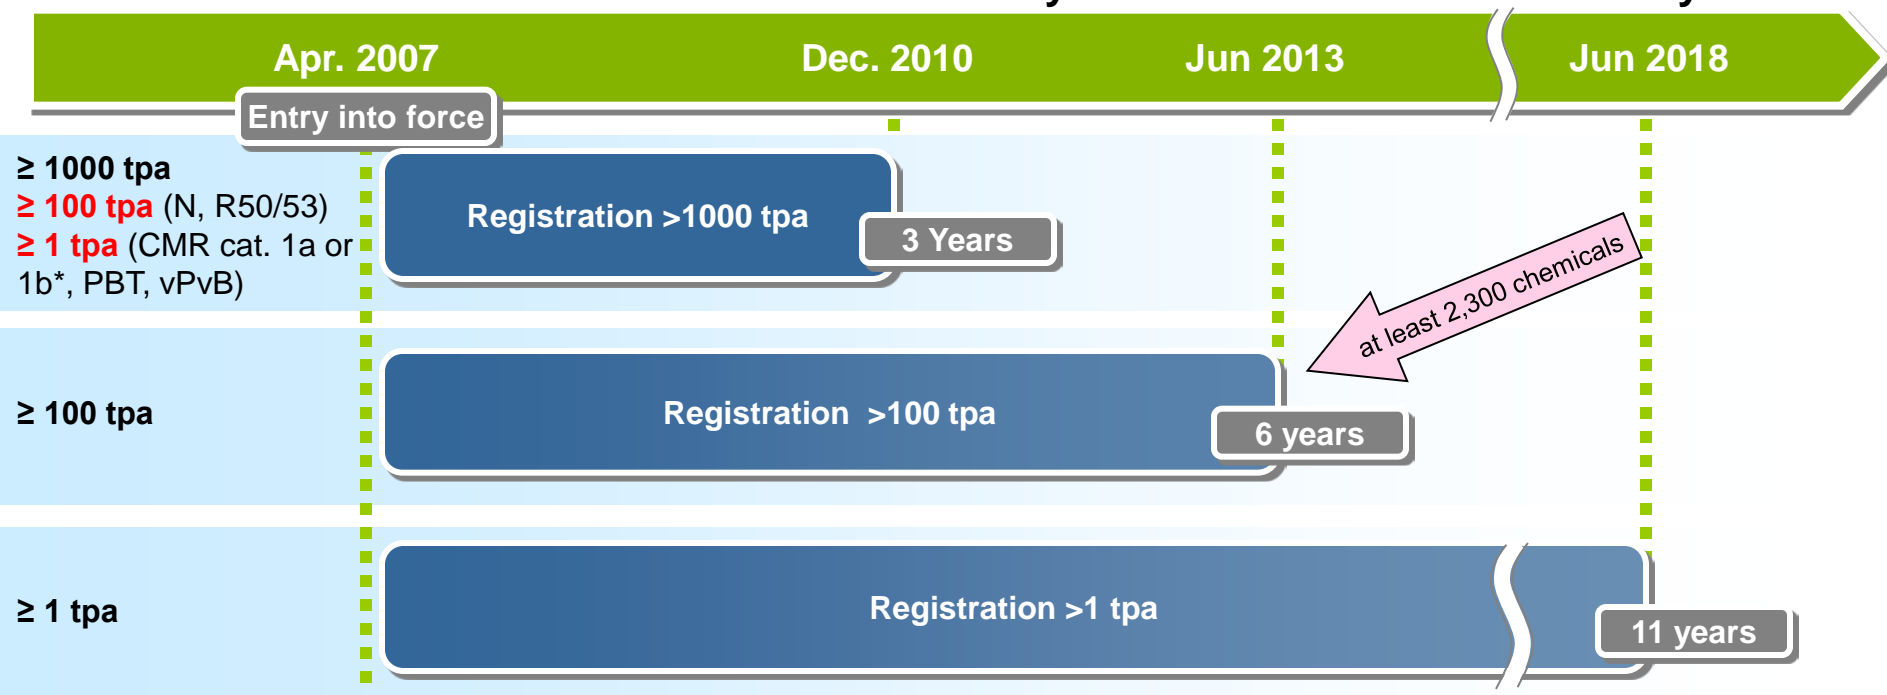 Apr. 2007
Dec. 2010
Jun 2013
Jun 2018
Entry into force
≥ 1000 tpa
≥ 100 tpa (N, R50/53)
≥ 1 tpa (CMR cat. 1a or
1b*, PBT, vPvB)
Registration >1000 tpa
3 Years
at least 2,300 chemicals
≥ 100 tpa
Registration >100 tpa
6 years
≥ 1 tpa
Registration >1 tpa
11 years